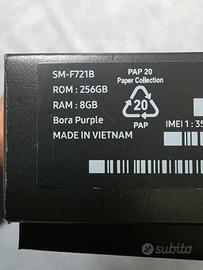 SM-F721B
ROM : 256GB
RAM : 8GB
Bora Purple
MADE IN VIETNAM
PAP 20
Paper Collection
20
PAP
IMEI 1 : 35
subito